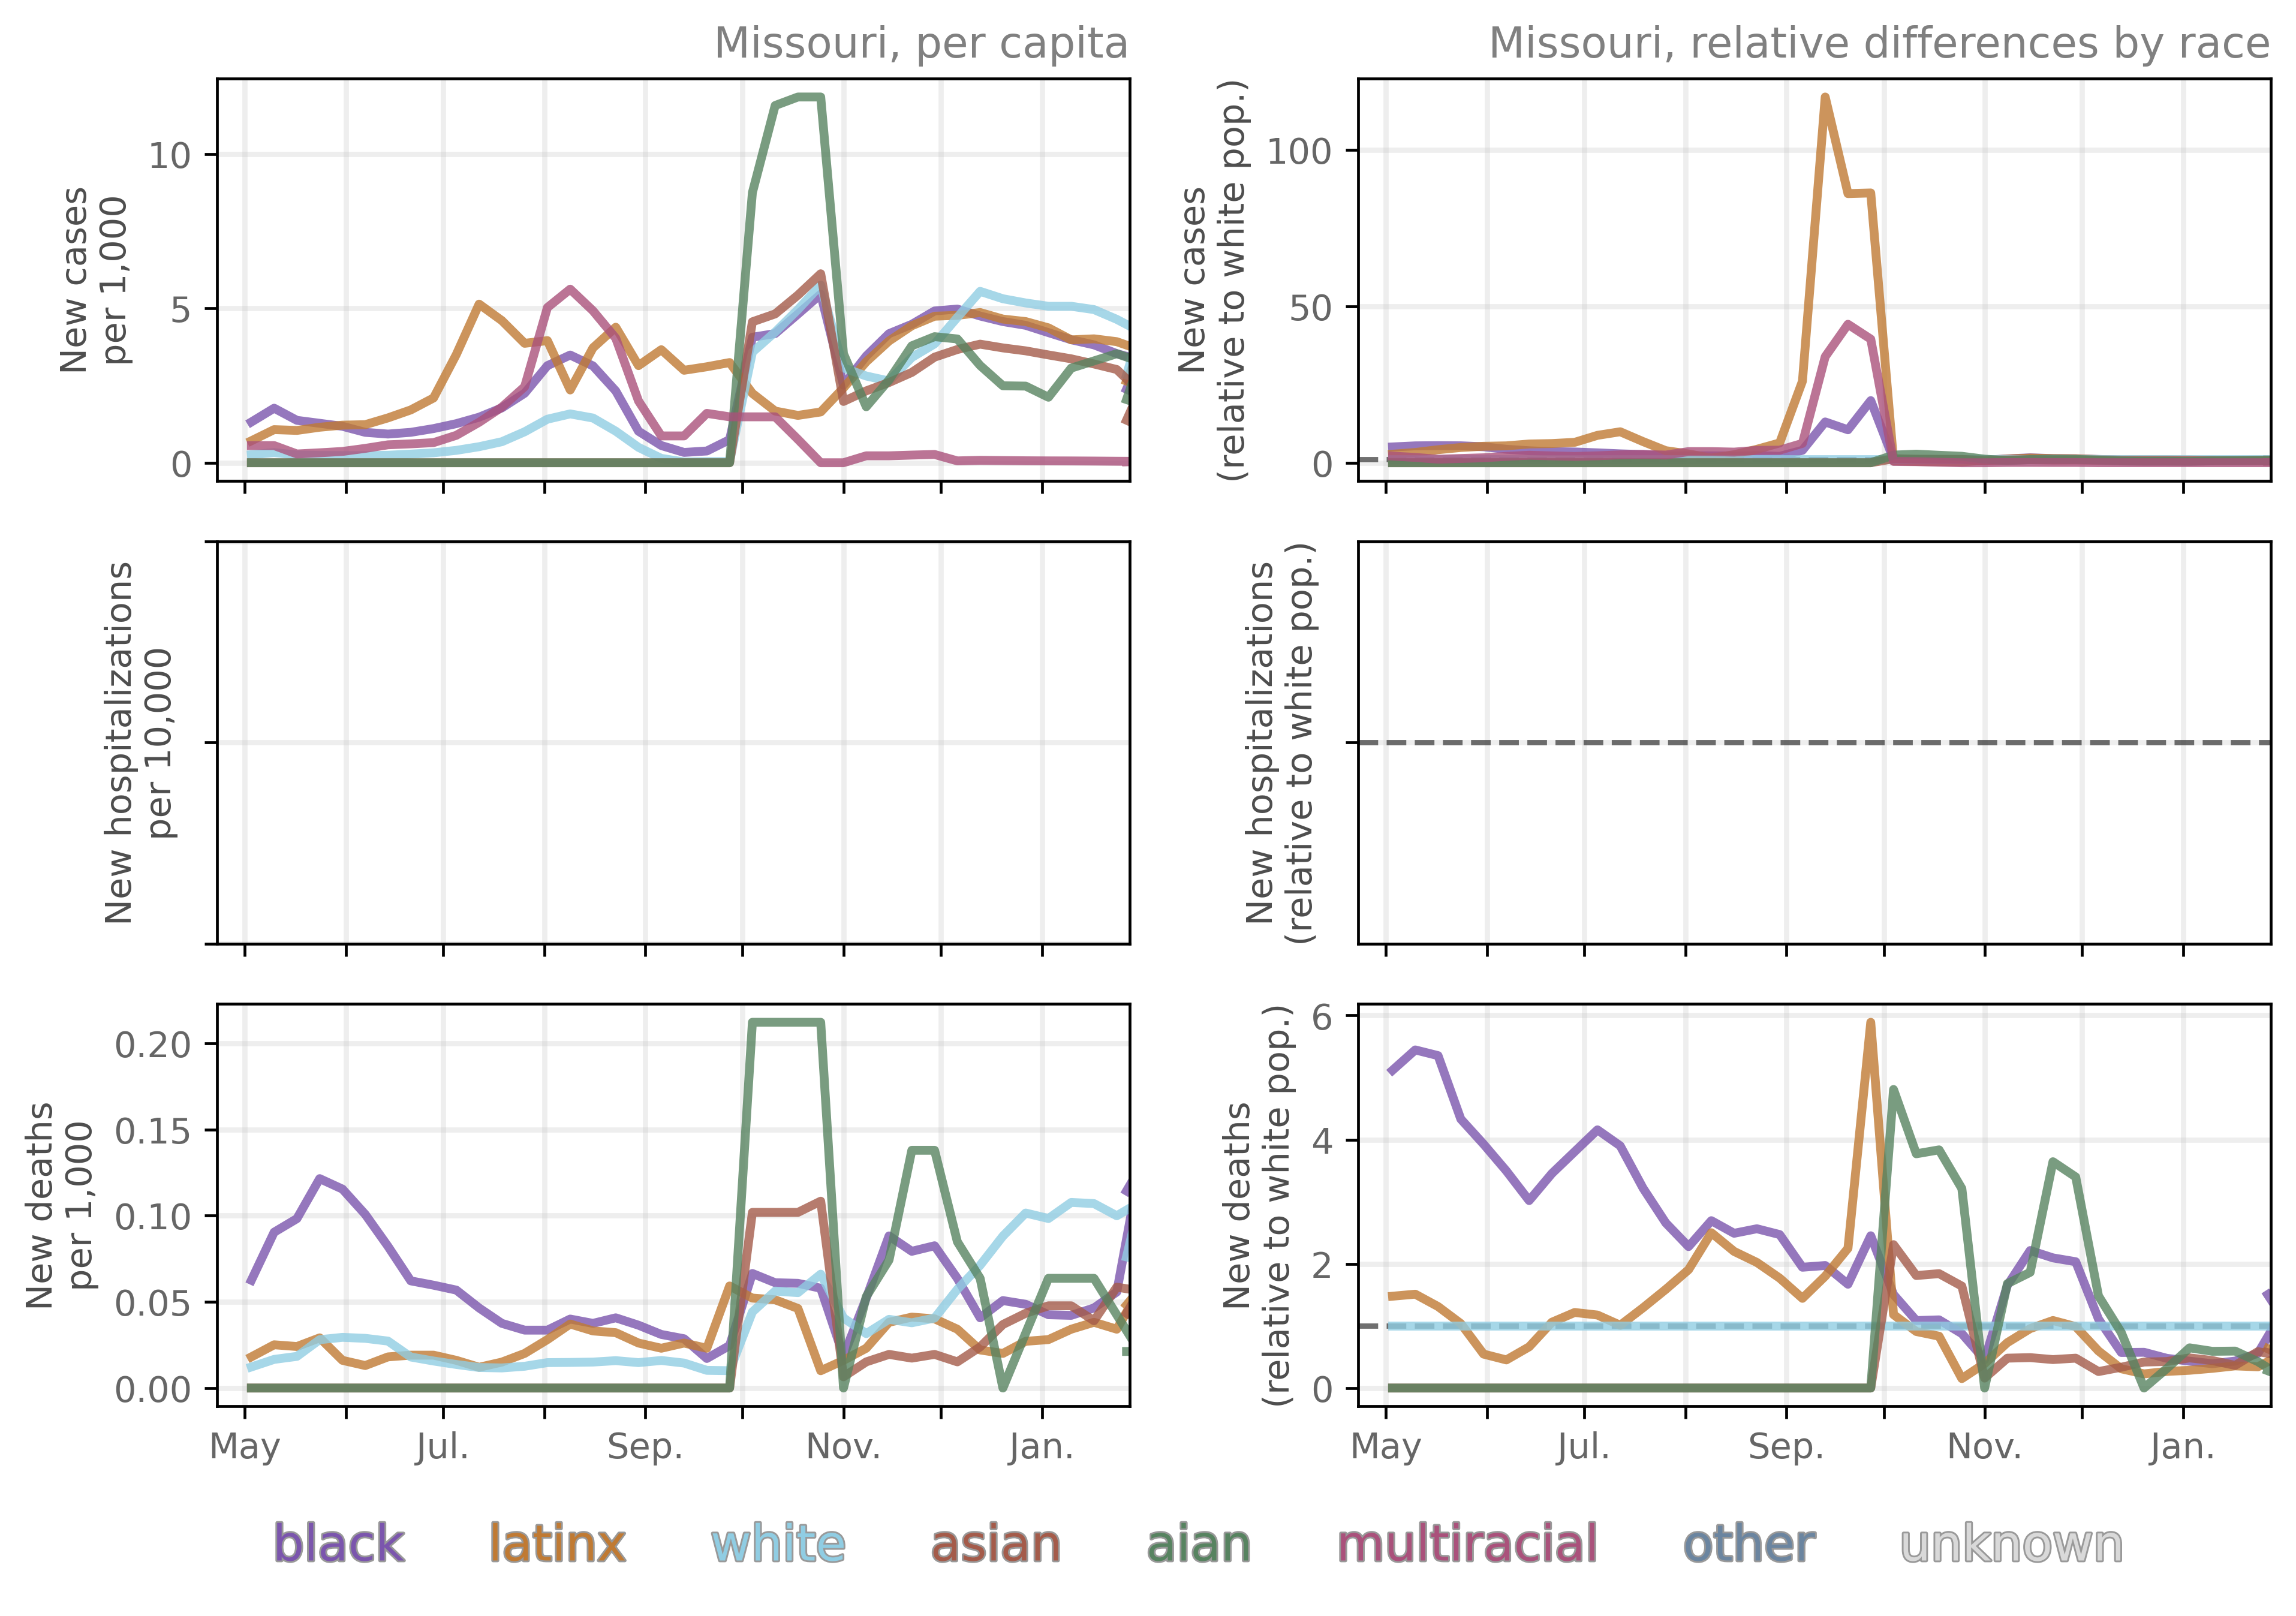 Missouri, per capita
Missouri, relative differences by race
New cases
per 1,000
10
5
0
New cases
(relative to white pop.)
100
50
0
New hospitalizations
per 10,000
New hospitalizations
(relative to white pop.)
New deaths
per 1,000
0.20
0.15
0.10
0.05
0.00
May Jul. Sep. Nov. Jan.
New deaths
(relative to white pop.)
6
4
2
0
May Jul. Sep. Nov. Jan.
black latinx white asian aian multiracial other unknown